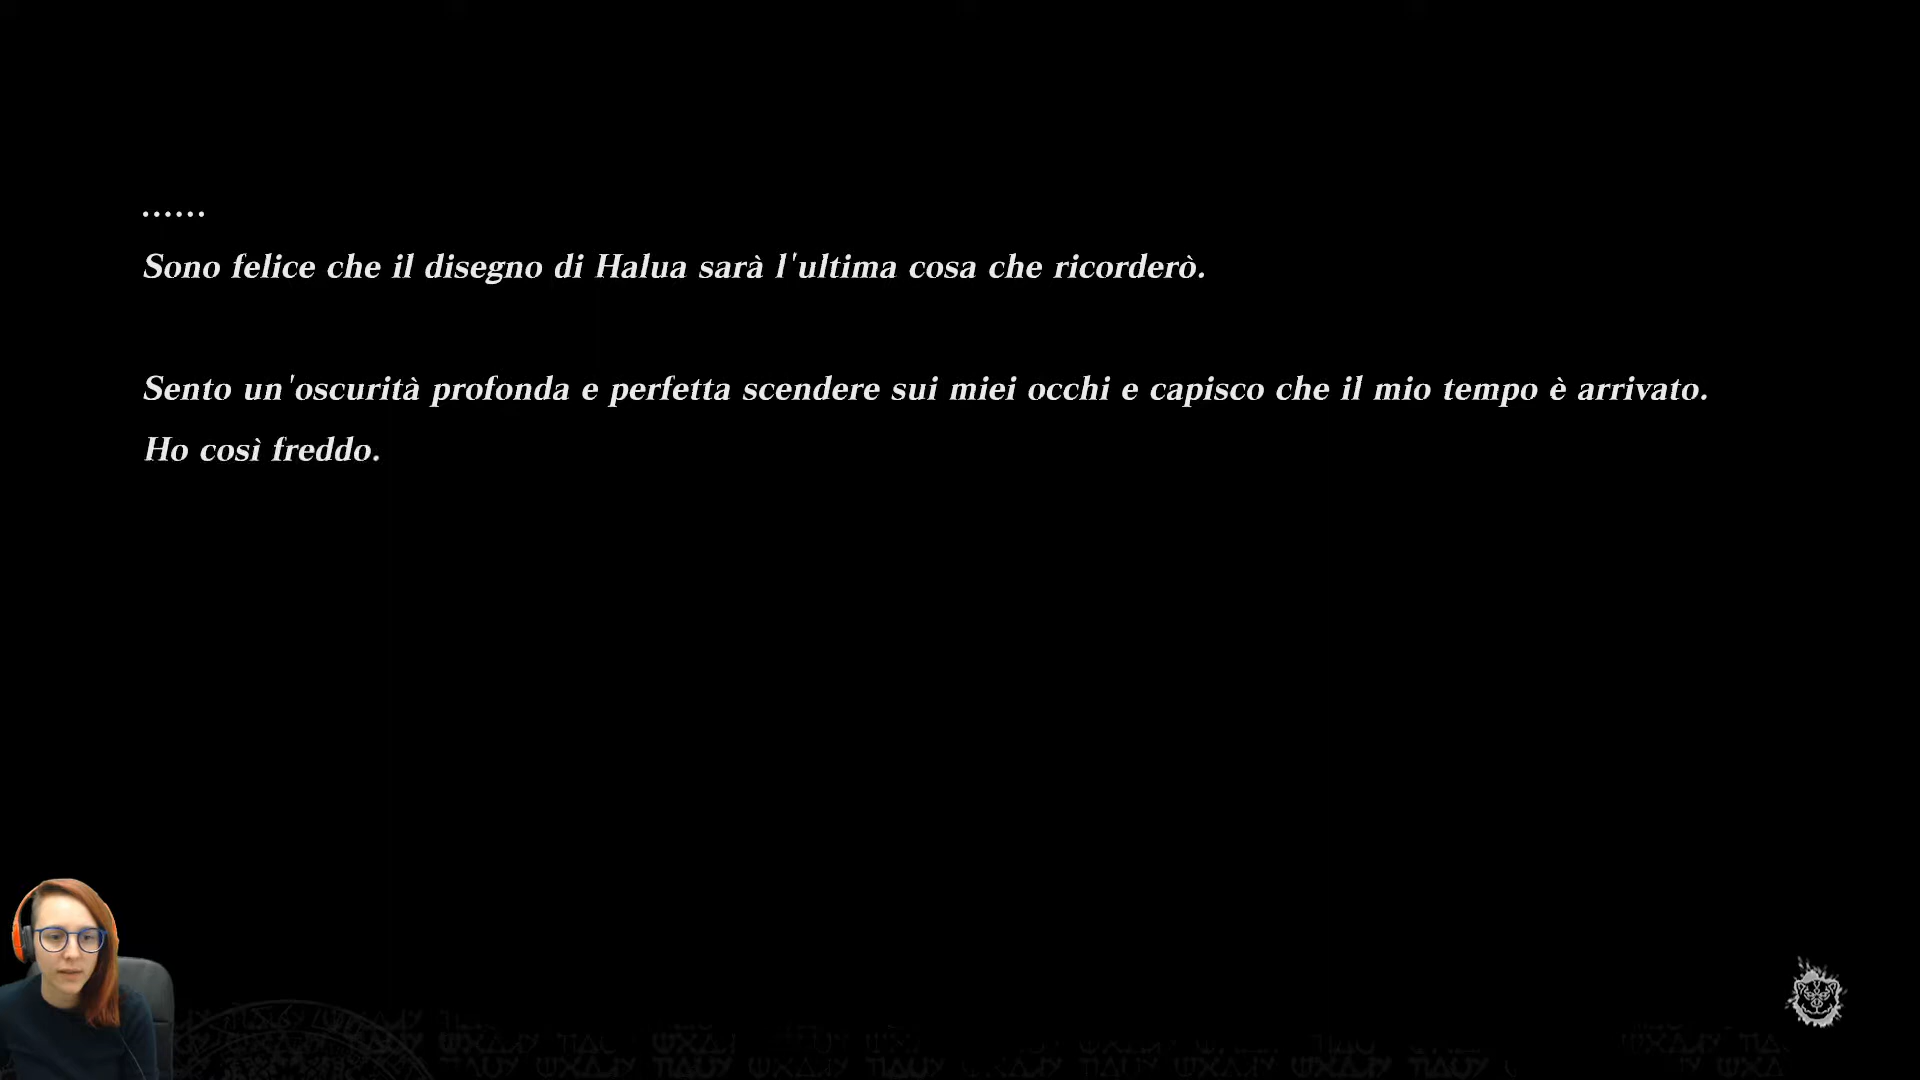 ......
Sono felice che il disegno di Halua sarà l'ultima cosa che ricorderò.
Sento un'oscurità profonda e perfetta scendere sui miei occhi e capisco che il mio tempo è arrivato.
Ho così freddo.